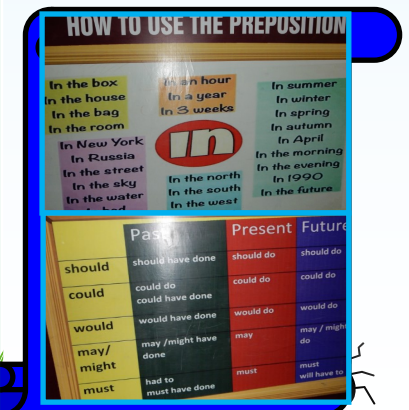 HOW TO USE THE PREPOSITION
In the box
In the house
In the bag
In the room
In an hour
In a year
In 3 weeks
In summer
In winter
In spring
In autumn
In April
In the morning
In the evening
In 1990
In the future
In New York
In Russia
In the street
In the sky
In the water
in
In the north
In the south
In the west
Past Present Future
should should have done should do should do
could could do could do could do
could have done
would would have done would do would do
may/ may /might have may may / might
might done do
must had to must must
must have done will have to